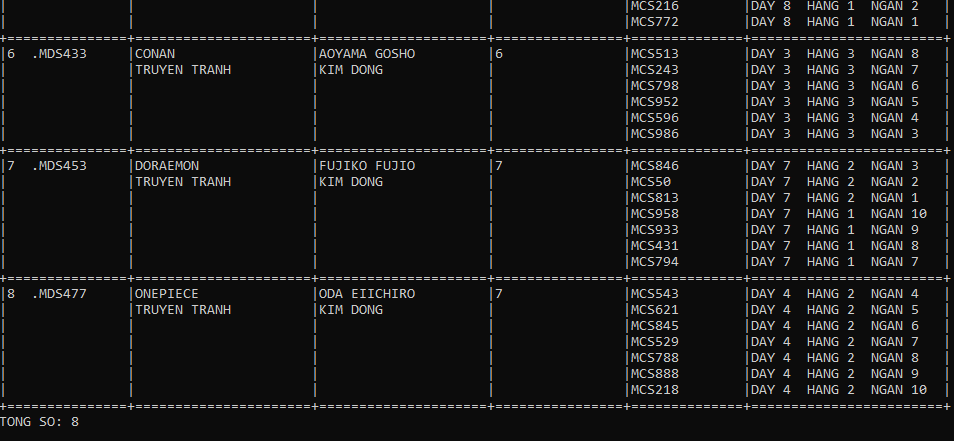 MCS216 DAY 8 HANG 1 NGAN 2
MCS772 DAY 8 HANG 1 NGAN 1
6 .MDS433 CONAN AOYAMA GOSHO 6 MCS513 DAY 3 HANG 3 NGAN 8
TRUYEN TRANH KIM DONG MCS243 DAY 3 HANG 3 NGAN 7
MCS798 DAY 3 HANG 3 NGAN 6
MCS952 DAY 3 HANG 3 NGAN 5
MCS596 DAY 3 HANG 3 NGAN 4
MCS986 DAY 3 HANG 3 NGAN 3
7 .MDS453 DORAEMON FUJIKO FUJIO 7 MCS846 DAY 7 HANG 2 NGAN 3
TRUYEN TRANH KIM DONG MCS50 DAY 7 HANG 2 NGAN 2
MCS813 DAY 7 HANG 2 NGAN 1
MCS958 DAY 7 HANG 1 NGAN 10
MCS933 DAY 7 HANG 1 NGAN 9
MCS431 DAY 7 HANG 1 NGAN 8
MCS794 DAY 7 HANG 1 NGAN 7
8 .MDS477 ONEPIECE ODA EIICHIRO 7 MCS543 DAY 4 HANG 2 NGAN 4
TRUYEN TRANH KIM DONG MCS621 DAY 4 HANG 2 NGAN 5
MCS845 DAY 4 HANG 2 NGAN 6
MCS529 DAY 4 HANG 2 NGAN 7
MCS788 DAY 4 HANG 2 NGAN 8
MCS888 DAY 4 HANG 2 NGAN 9
MCS218 DAY 4 HANG 2 NGAN 10
TONG SO: 8